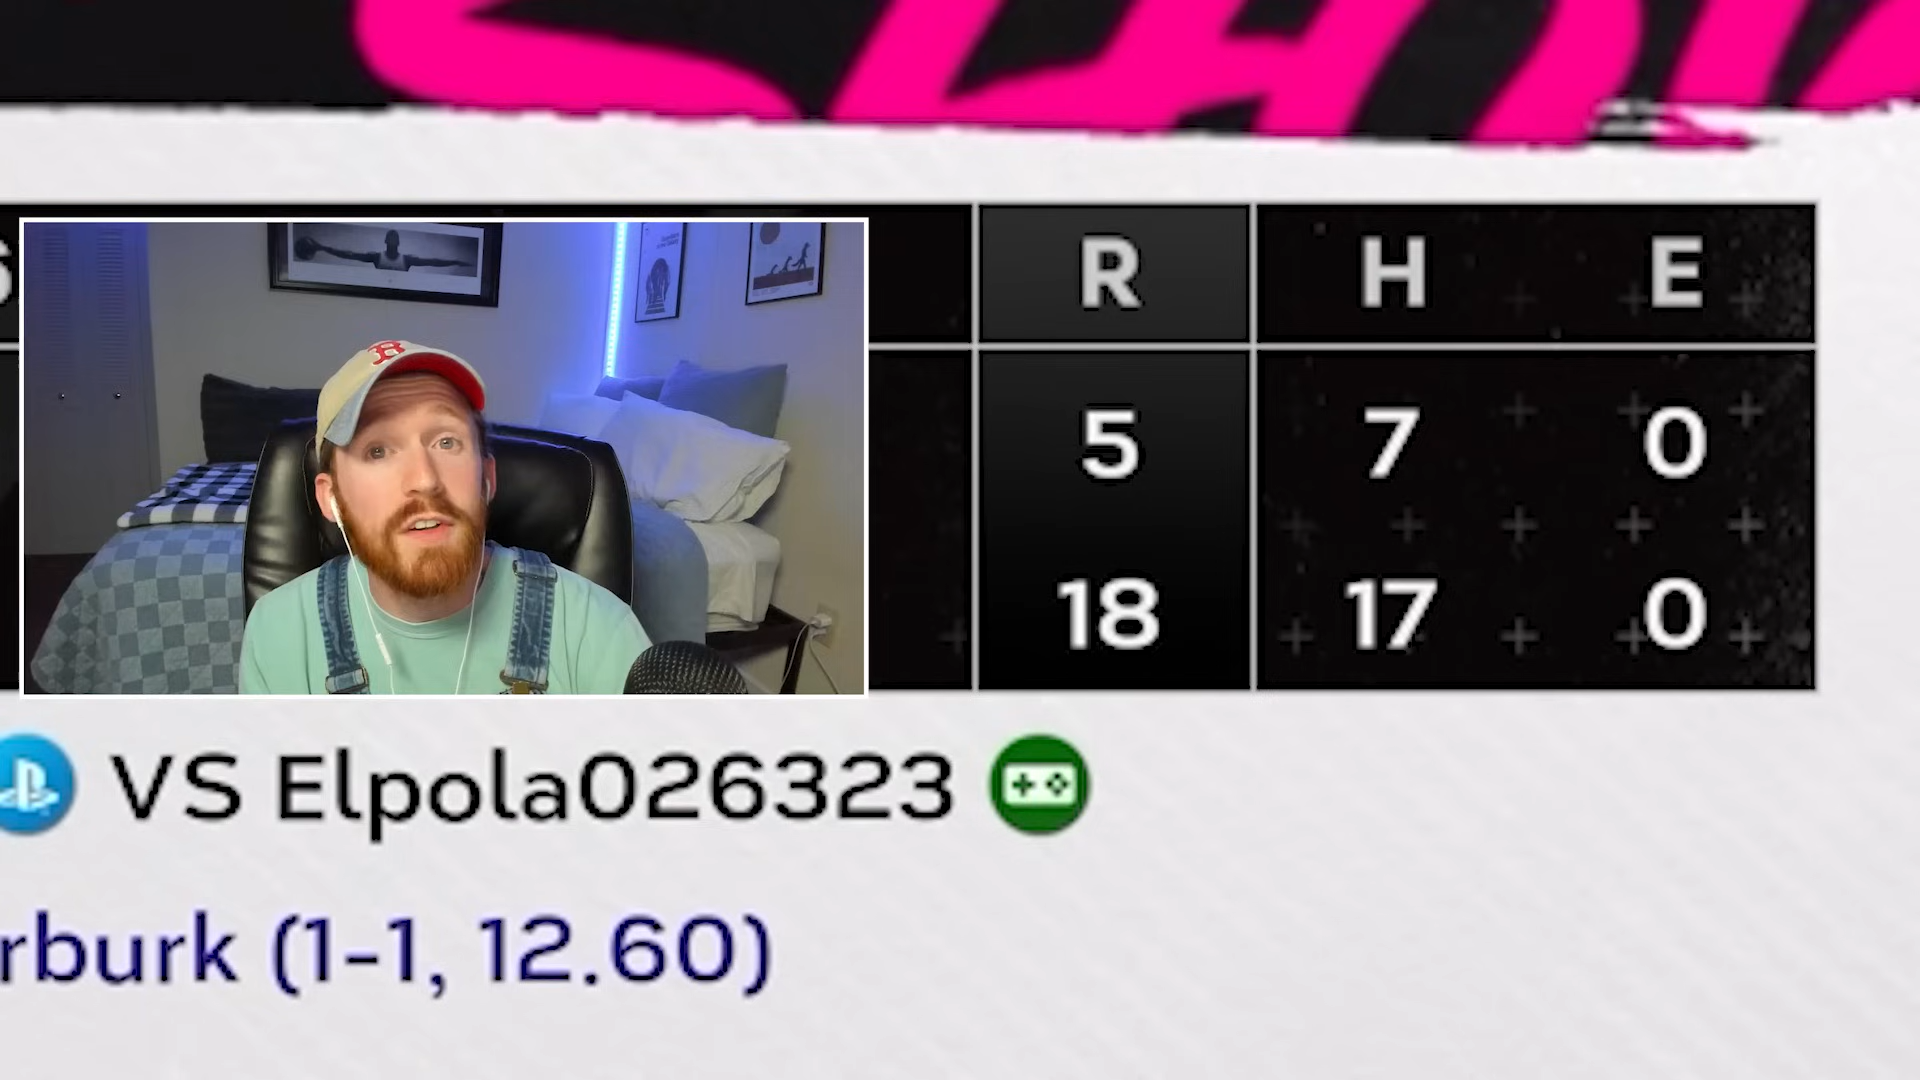 R H E
5 7 0
18 17 0
VS Elpola026323
rburk (1-1, 12.60)
B